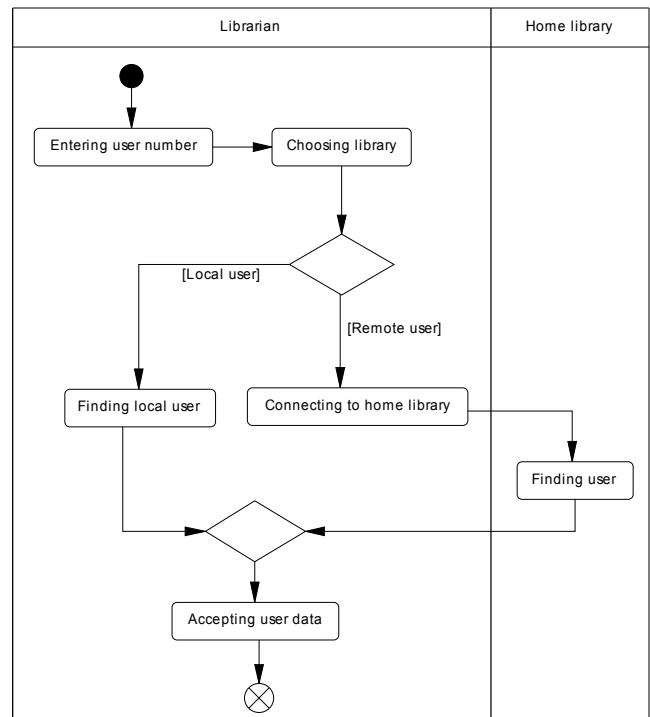 Librarian
Home library
Entering user number
Choosing library
[Local user]
[Remote user]
Finding local user
Connecting to home library
Finding user
Accepting user data